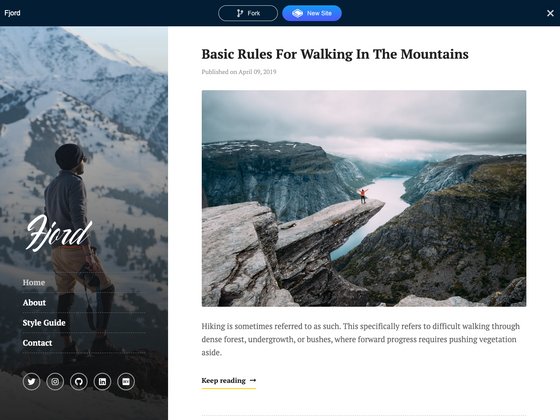 Fjord
Fork
New Site
Basic Rules For Walking In The Mountains
Published on April 09, 2019
Fjord
Home
About
Style Guide
Contact
Hiking is sometimes referred to as such. This specifically refers to difficult walking through
dense forest, undergrowth, or bushes, where forward progress requires pushing vegetation
aside.
Keep reading →